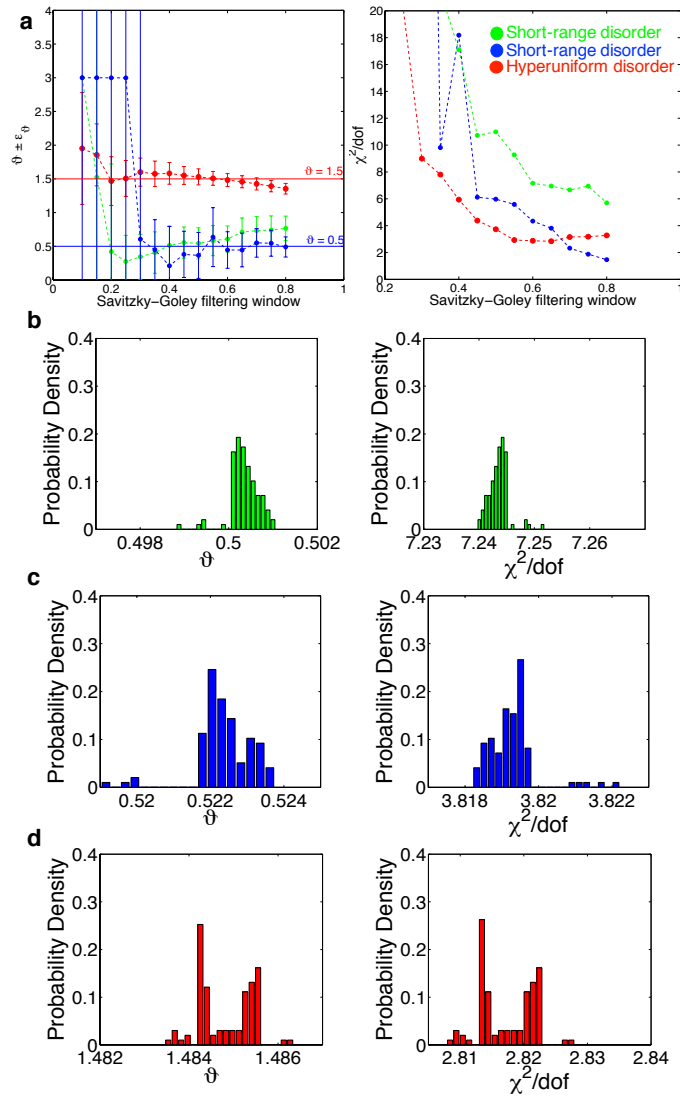 a
ϑ ± ε_ϑ
4
3.5
3
2.5
2
1.5
1
0.5
0
0 0.2 0.4 0.6 0.8 1
Savitzky−Goley filtering window
ϑ = 1.5
ϑ = 0.5
χ²/dof
20
18
16
14
12
10
8
6
4
2
0
0.2 0.4 0.6 0.8 1
Savitzky−Goley filtering window
Short-range disorder
Short-range disorder
Hyperuniform disorder
b
Probability Density
0.4
0.3
0.2
0.1
0
0.498 0.5 0.502
ϑ
Probability Density
0.4
0.3
0.2
0.1
0
7.23 7.24 7.25 7.26
χ²/dof
c
Probability Density
0.4
0.3
0.2
0.1
0
0.52 0.522 0.524
ϑ
Probability Density
0.4
0.3
0.2
0.1
0
3.818 3.82 3.822
χ²/dof
d
Probability Density
0.4
0.3
0.2
0.1
0
1.482 1.484 1.486
ϑ
Probability Density
0.4
0.3
0.2
0.1
0
2.81 2.82 2.83 2.84
χ²/dof